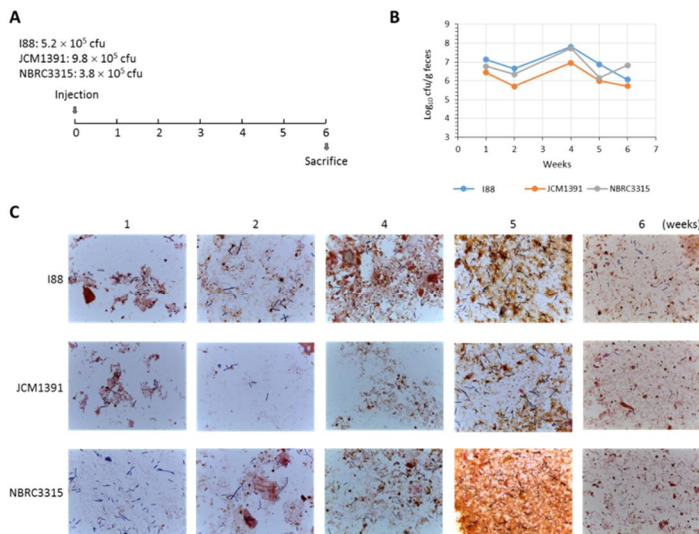 A
I88: 5.2 × 10⁵ cfu
JCM1391: 9.8 × 10⁵ cfu
NBRC3315: 3.8 × 10⁵ cfu
Injection
0 1 2 3 4 5 6
Sacrifice
B
Log₁₀ cfu/g feces
9
8
7
6
5
4
3
0 1 2 3 4 5 6 7
Weeks
I88 JCM1391 NBRC3315
C
1 2 4 5 6 (weeks)
I88
JCM1391
NBRC3315